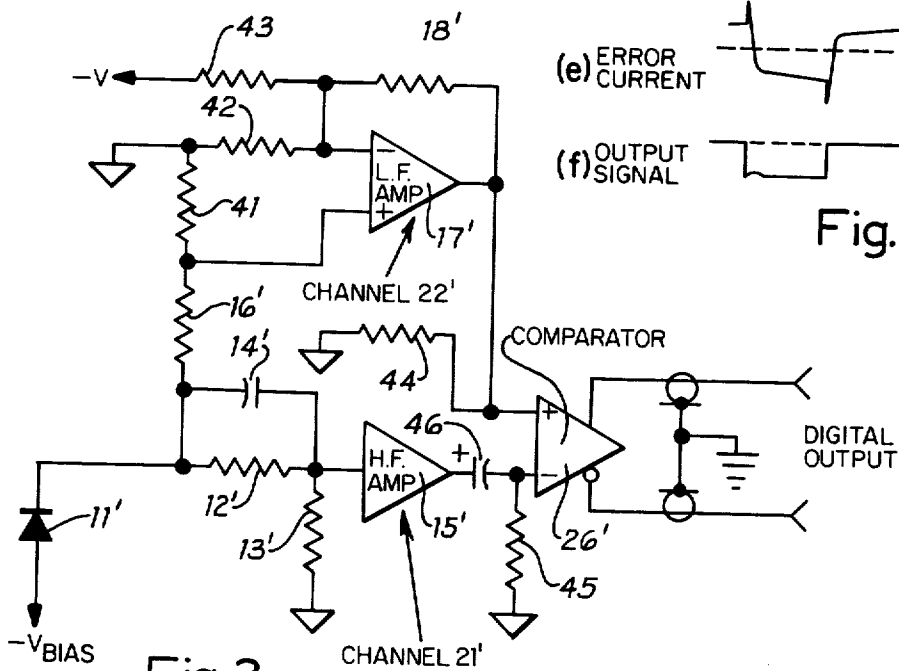 43
18'
−V
42
−
L.F.
AMP
+
17'
41
CHANNEL 22'
16'
14'
44
COMPARATOR
46
+
+
−
H.F.
AMP
12'
15'
26'
DIGITAL
OUTPUT
11'
13'
45
−VBIAS
CHANNEL 21'
Fig.3
(e) ERROR
CURRENT
(f) OUTPUT
SIGNAL
Fig.